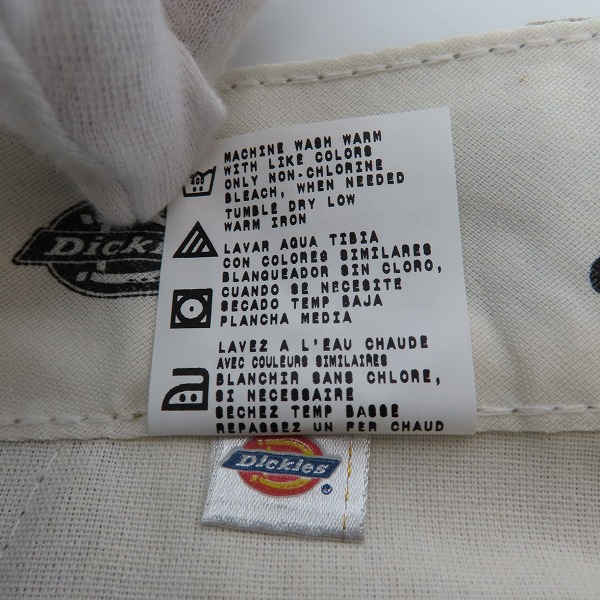 MACHINE WASH WARM
WITH LIKE COLORS
ONLY NON-CHLORINE
BLEACH, WHEN NEEDED
TUMBLE DRY LOW
WARM IRON
LAVAR AQUA TIBIA
CON COLORES SIMILARES
BLANQUEADOR SIN CLORO,
CUANDO SE NECESITE
SECADO TEMP BAJA
PLANCHA MEDIA
LAVEZ A L'EAU CHAUDE
AVEC COULEURS SIMILAIRES
BLANCHIR SANS CHLORE,
SI NECESSAIRE
SECHEZ TEMP BASSE
REPASSEZ UN FER CHAUD
Dickies
Dickies ®